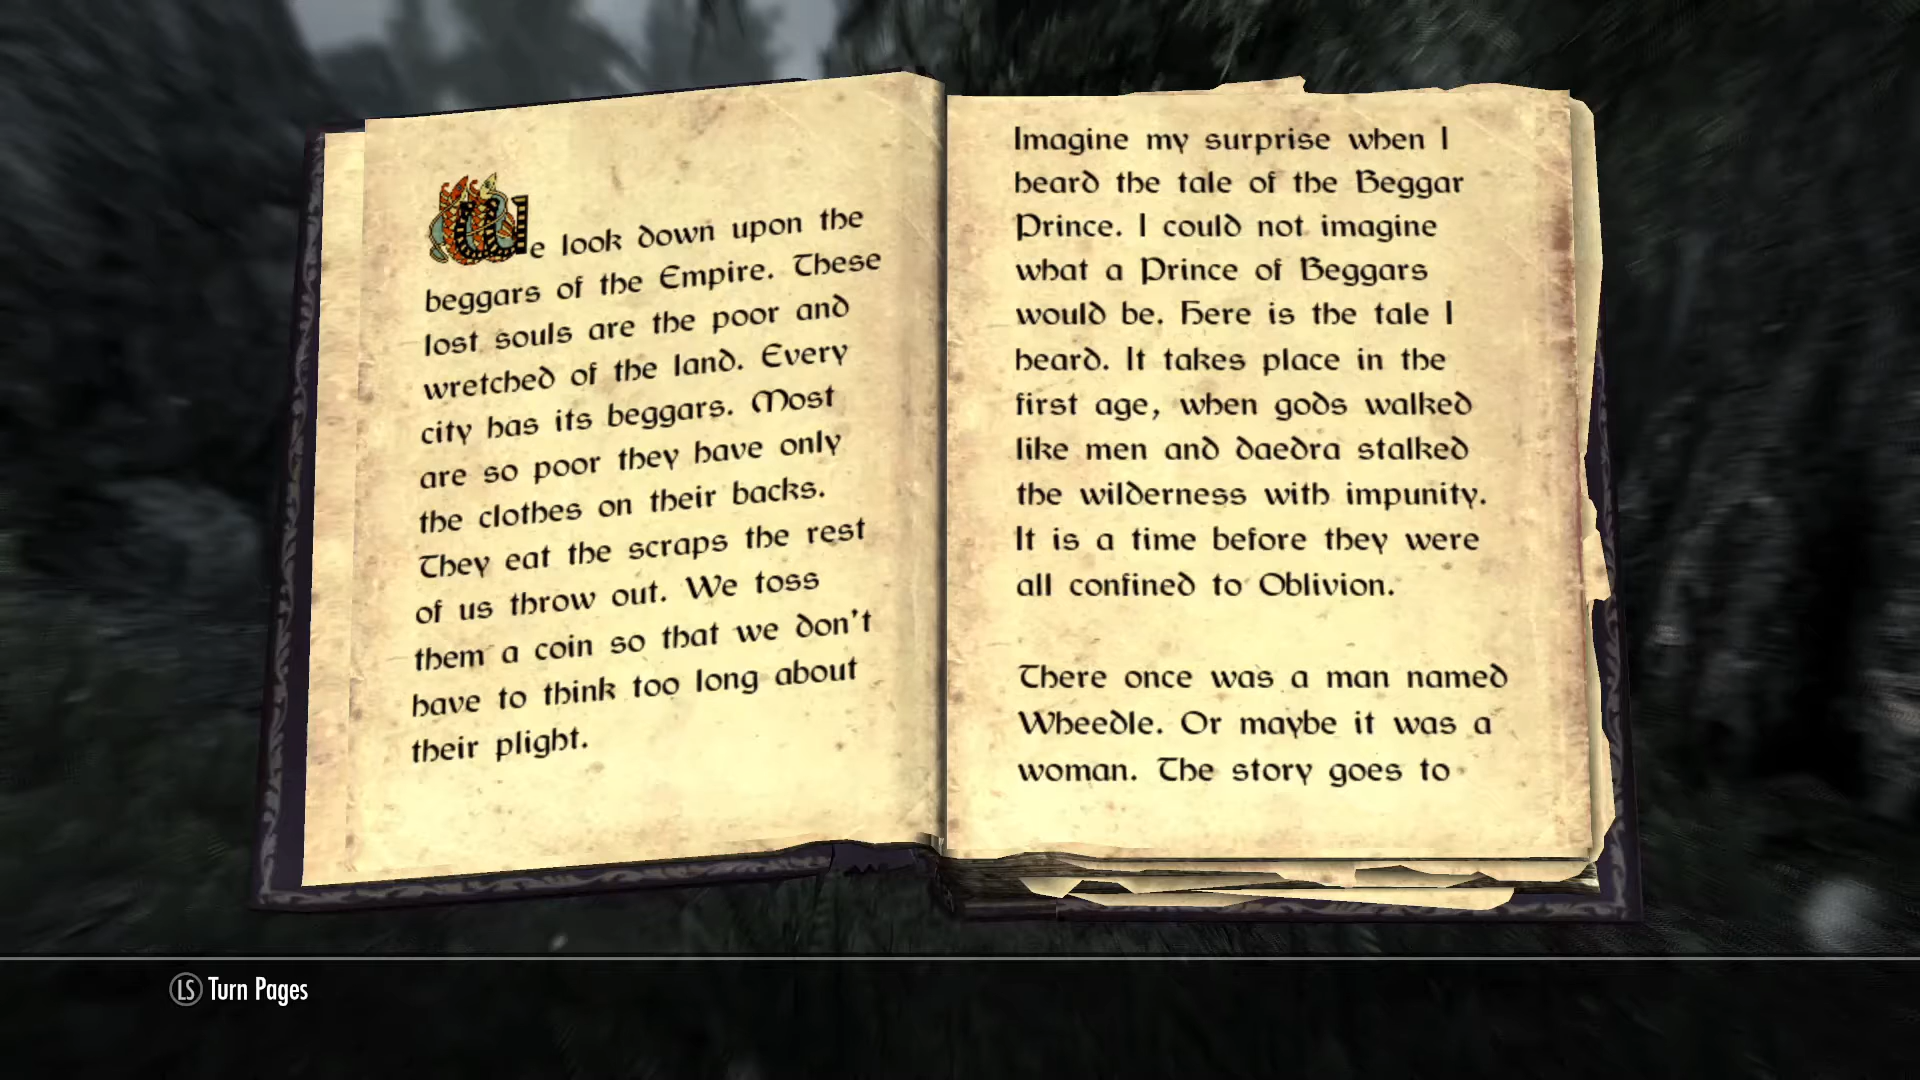 We look down upon the
beggars of the Empire. These
lost souls are the poor and
wretched of the land. Every
city has its beggars. Most
are so poor they have only
the clothes on their backs.
They eat the scraps the rest
of us throw out. We toss
them a coin so that we don't
have to think too long about
their plight.
Imagine my surprise when I
heard the tale of the Beggar
Prince. I could not imagine
what a Prince of Beggars
would be. Here is the tale I
heard. It takes place in the
first age, when gods walked
like men and daedra stalked
the wilderness with impunity.
It is a time before they were
all confined to Oblivion.
There once was a man named
Wheedle. Or maybe it was a
woman. The story goes to
LS Turn Pages